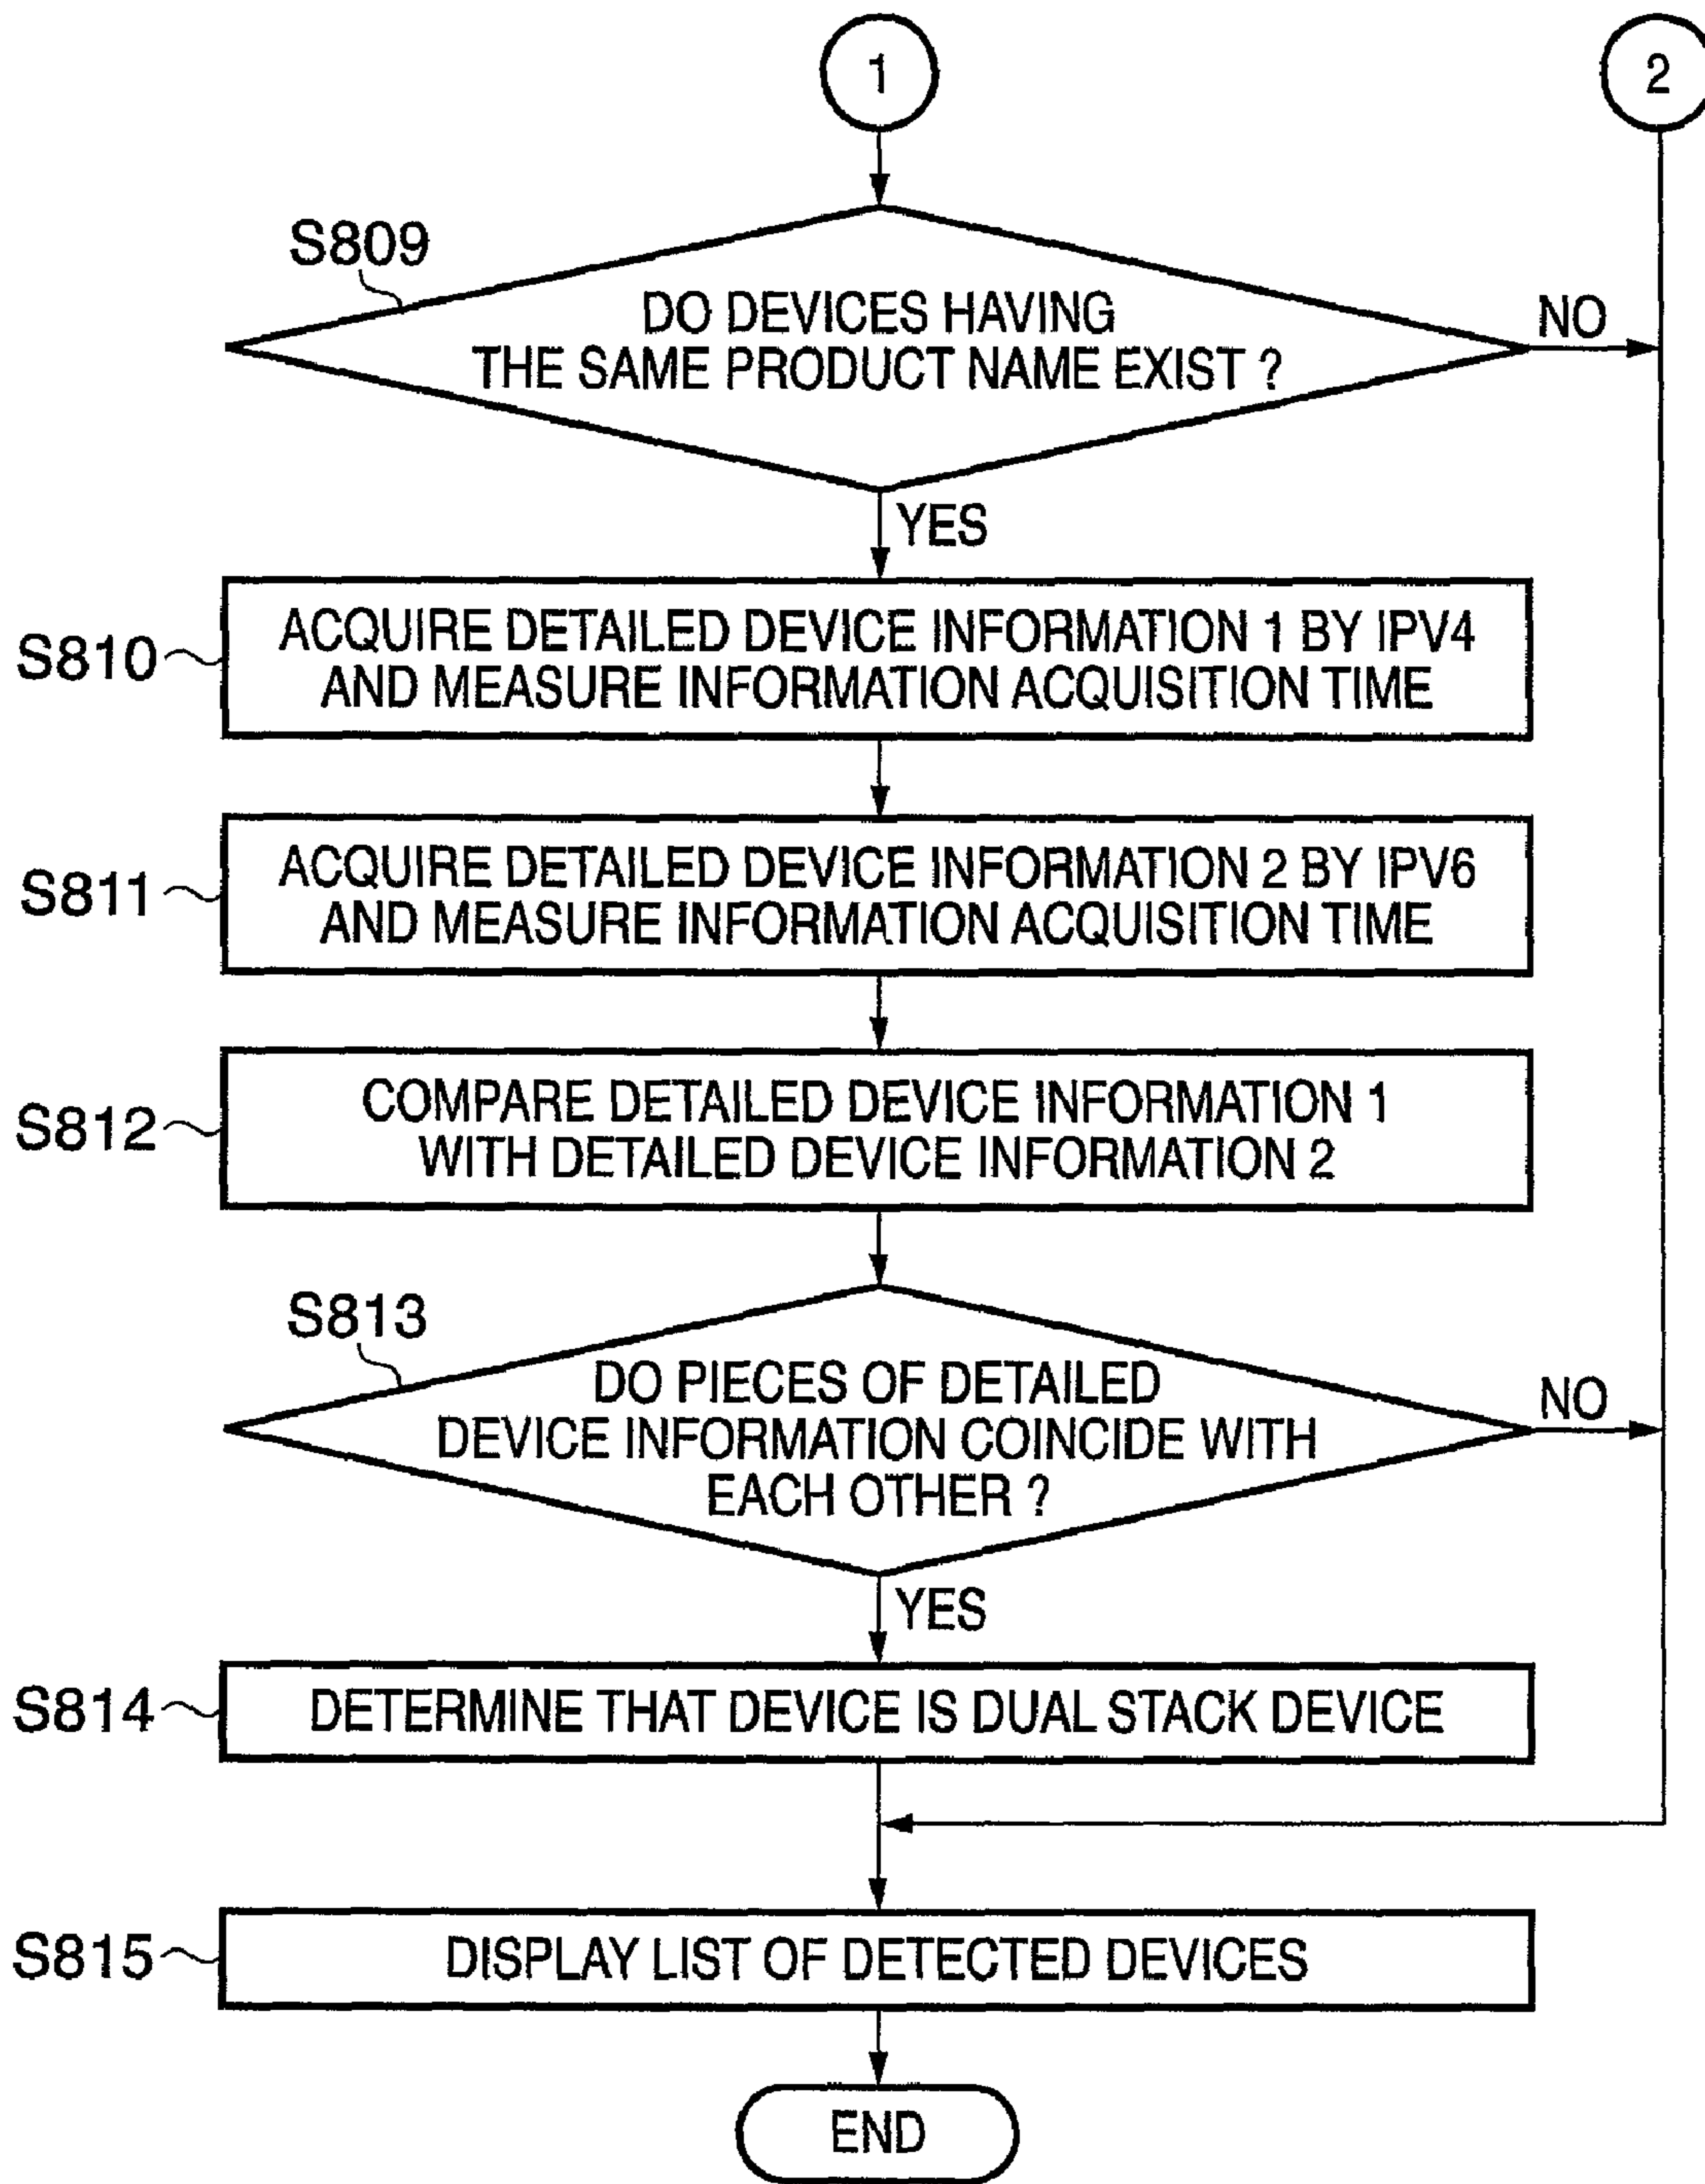 1
2
S809
DO DEVICES HAVING
THE SAME PRODUCT NAME EXIST ?
NO
YES
S810
ACQUIRE DETAILED DEVICE INFORMATION 1 BY IPV4
AND MEASURE INFORMATION ACQUISITION TIME
S811
ACQUIRE DETAILED DEVICE INFORMATION 2 BY IPV6
AND MEASURE INFORMATION ACQUISITION TIME
S812
COMPARE DETAILED DEVICE INFORMATION 1
WITH DETAILED DEVICE INFORMATION 2
S813
DO PIECES OF DETAILED
DEVICE INFORMATION COINCIDE WITH
EACH OTHER ?
NO
YES
S814
DETERMINE THAT DEVICE IS DUAL STACK DEVICE
S815
DISPLAY LIST OF DETECTED DEVICES
END